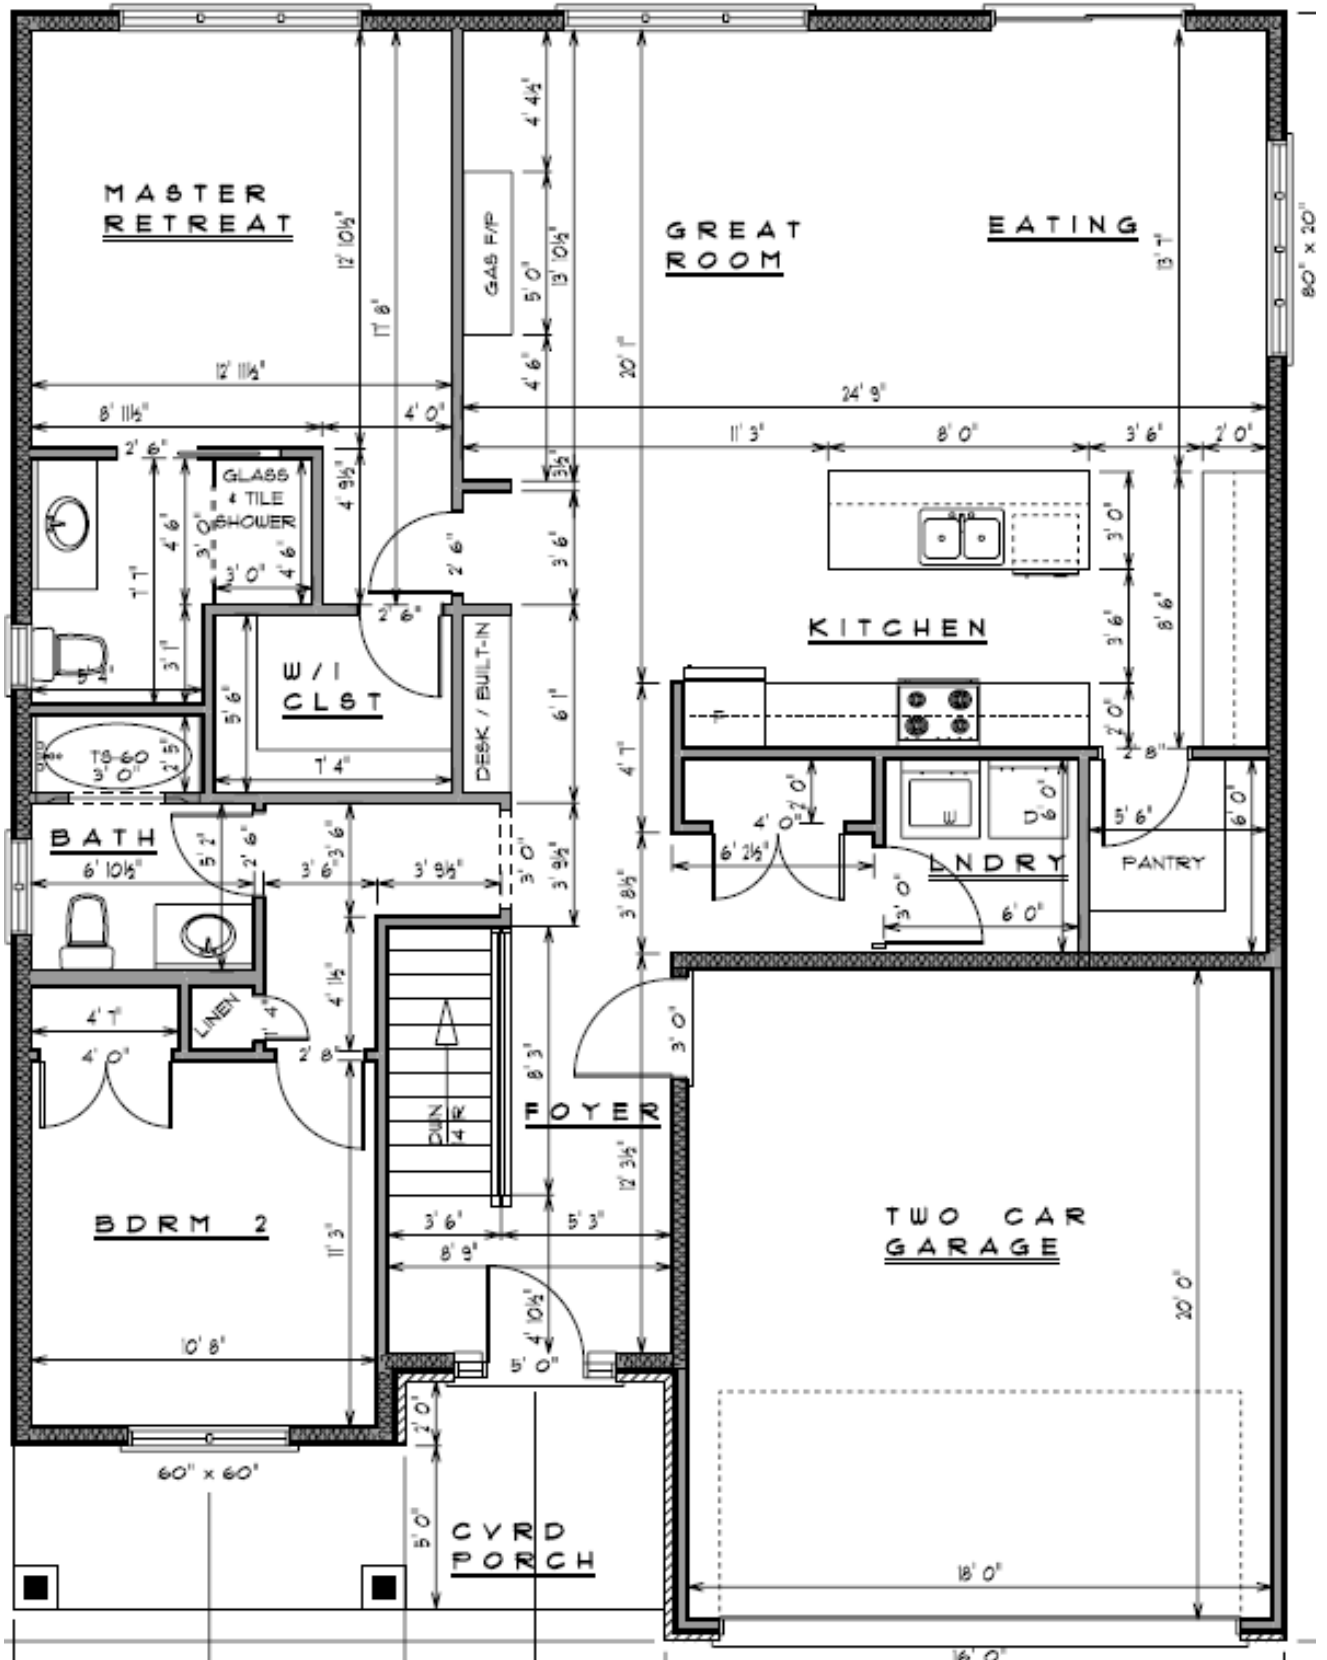 4' 4½"
MASTER
RETREAT
12' 10½"
17' 8"
GAS F/P
5' 0"
13' 10½"
GREAT
ROOM
EATING
13' 7"
80" x 20"
4' 6"
20' 1"
12' 11½"
24' 9"
8' 11½"
4' 0"
11' 3"
8' 0"
3' 6"
2' 0"
2' 6"
3½"
GLASS
& TILE
SHOWER
4' 9½"
4' 6"
3' 0"
4' 6"
7' 7"
3' 0"
2' 6"
3' 6"
3' 0"
3' 6"
8' 6"
2' 6"
KITCHEN
3' 1"
5' 4"
W/I
CLST
5' 6"
DESK / BUILT-IN
6' 1"
2' 0"
F
TS-60
3' 0"
2' 5"
7' 4"
4' 7"
2' 8"
2' 0"
4' 0"
W
D
6' 0"
5' 6"
6' 0"
BATH
5' 2"
2' 6"
3' 6"
3' 6"
3' 9½"
3' 0"
3' 9½"
6' 2½"
LNDRY
PANTRY
6' 10½"
3' 8½"
3' 0"
6' 0"
4' 7"
LINEN
1' 4"
4' 1½"
4' 0"
2' 8"
8' 3"
3' 0"
DWN
14 R
FOYER
12' 3½"
BDRM 2
11' 3"
3' 6"
5' 3"
8' 9"
TWO CAR
GARAGE
20' 0"
10' 8"
4' 10½"
5' 0"
2' 0"
60" x 60"
5' 0"
CVRD
PORCH
18' 0"
16' 0"